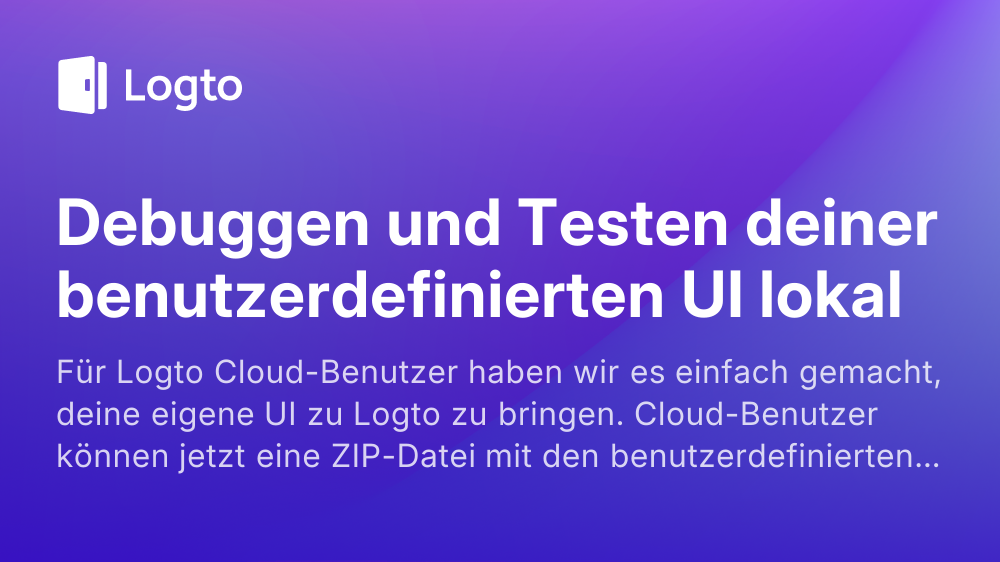 Logto
Debuggen und Testen deiner
benutzerdefinierten UI lokal
Für Logto Cloud-Benutzer haben wir es einfach gemacht,
deine eigene UI zu Logto zu bringen. Cloud-Benutzer
können jetzt eine ZIP-Datei mit den benutzerdefinierten...